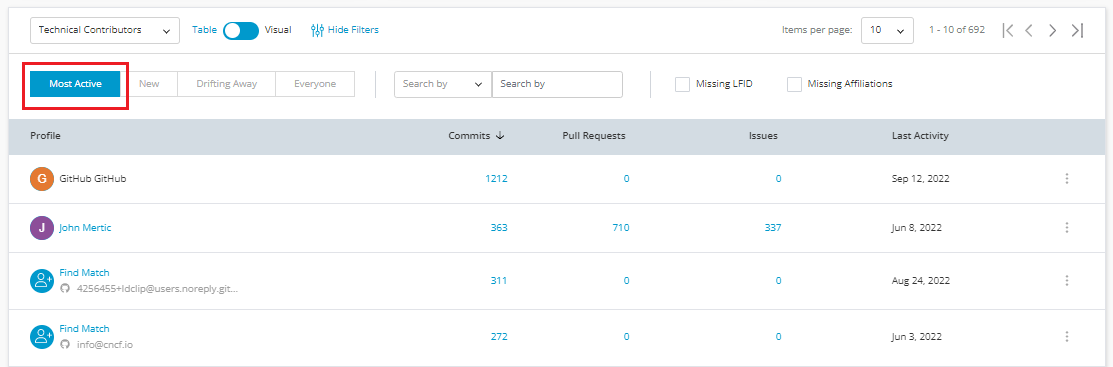 Technical Contributors Table Visual Hide Filters Items per page: 10 1 - 10 of 692
Most Active New Drifting Away Everyone Search by Search by Missing LFID Missing Affiliations
Profile Commits Pull Requests Issues Last Activity
G GitHub GitHub 1212 0 0 Sep 12, 2022
J John Mertic 363 710 337 Jun 8, 2022
Find Match
4256455+ldclip@users.noreply.git... 311 0 0 Aug 24, 2022
Find Match
info@cncf.io 272 0 0 Jun 3, 2022